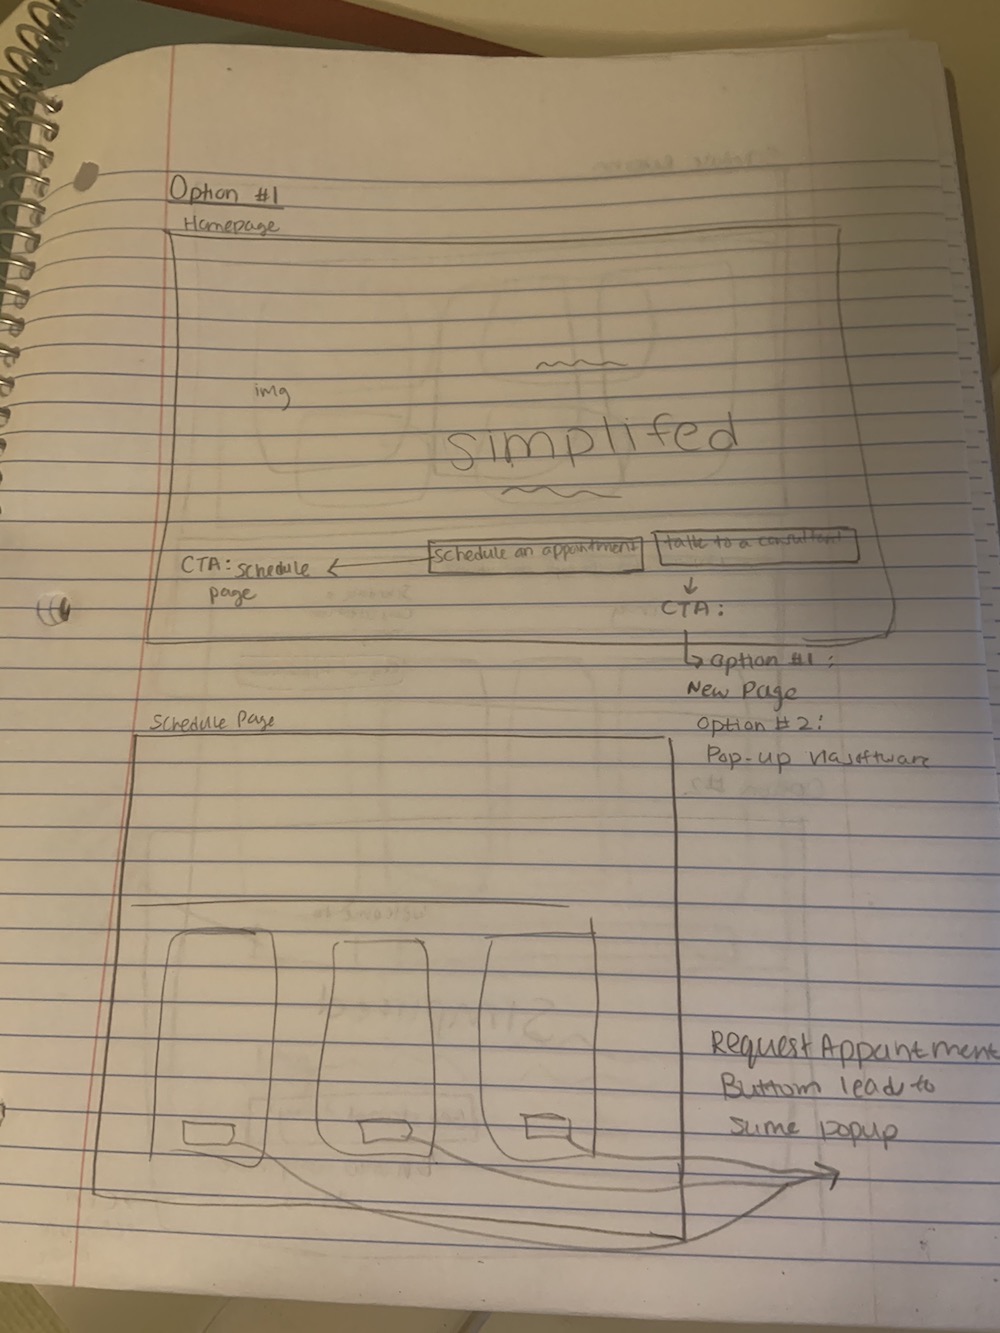 Option #1
Homepage
img
simplifed
schedule an appointment
talk to a consultant
CTA: schedule
page
CTA:
option #1:
New Page
option #2:
Pop-up via software
Schedule Page
Request Appointment
Buttom lead to
same popup